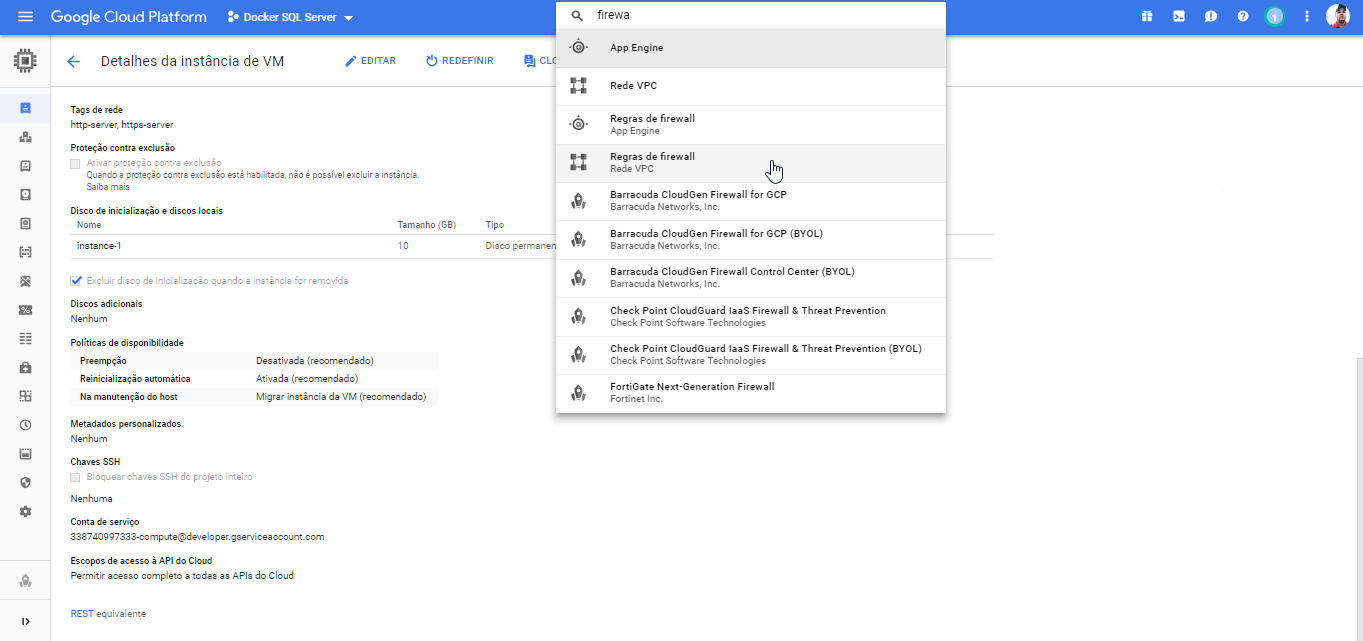 Google Cloud Platform
Docker SQL Server
firewa
1
Detalhes da instância de VM
EDITAR
REDEFINIR
CLO
Tags de rede
http-server, https-server
Proteção contra exclusão
Ativar proteção contra exclusão
Quando a proteção contra exclusão está habilitada, não é possível excluir a instância.
Saiba mais
Disco de inicialização e discos locais
Nome Tamanho (GB) Tipo
instance-1 10 Disco permanen
Excluir disco de inicialização quando a instância for removida
Discos adicionais
Nenhum
Políticas de disponibilidade
Preempção Desativada (recomendado)
Reinicialização automática Ativada (recomendado)
Na manutenção do host Migrar instância da VM (recomendado)
Metadados personalizados
Nenhum
Chaves SSH
Bloquear chaves SSH do projeto inteiro
Nenhuma
Conta de serviço
338740997333-compute@developer.gserviceaccount.com
Escopos de acesso à API do Cloud
Permitir acesso completo a todas as APIs do Cloud
REST equivalente
App Engine
Rede VPC
Regras de firewall
App Engine
Regras de firewall
Rede VPC
Barracuda CloudGen Firewall for GCP
Barracuda Networks, Inc.
Barracuda CloudGen Firewall for GCP (BYOL)
Barracuda Networks, Inc.
Barracuda CloudGen Firewall Control Center (BYOL)
Barracuda Networks, Inc.
Check Point CloudGuard IaaS Firewall & Threat Prevention
Check Point Software Technologies
Check Point CloudGuard IaaS Firewall & Threat Prevention (BYOL)
Check Point Software Technologies
FortiGate Next-Generation Firewall
Fortinet Inc.